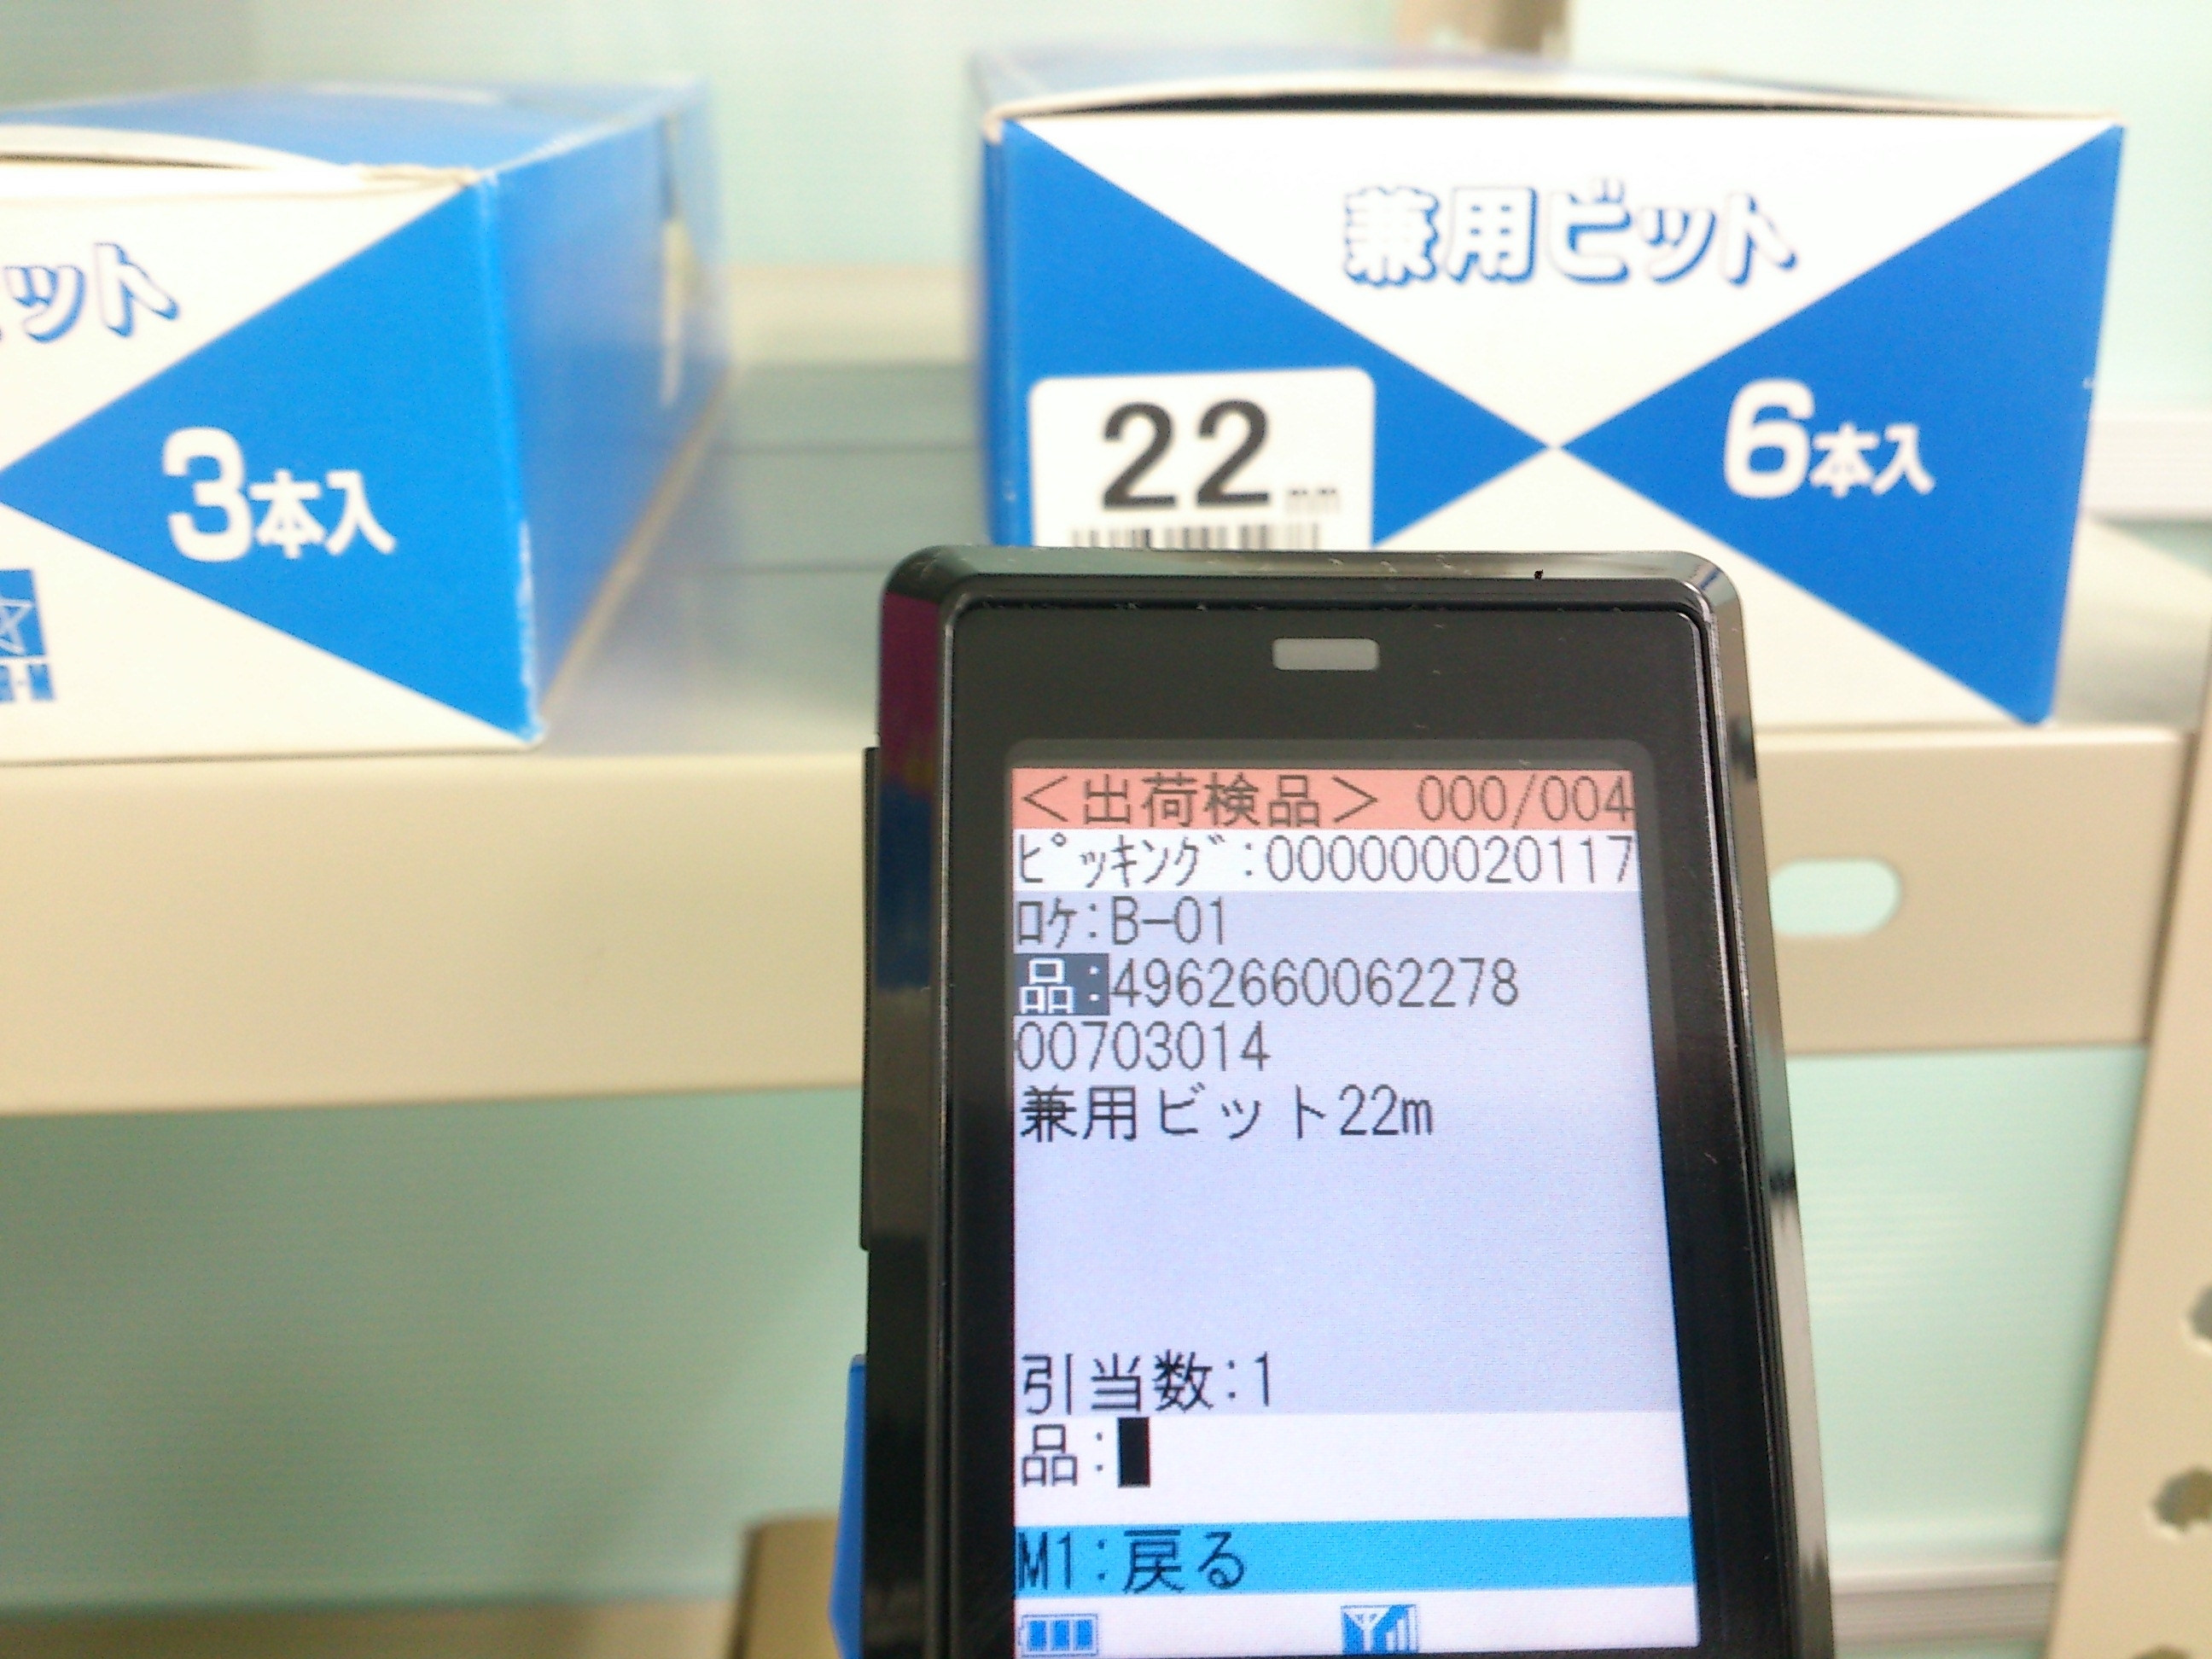 ット
3本入
兼用ビット
22mm
6本入
＜出荷検品＞ 000/004
ﾋﾟｯｷﾝｸﾞ:000000020117
ﾛｹ:B-01
品:4962660062278
00703014
兼用ビット22m
引当数:1
品:
M1:戻る